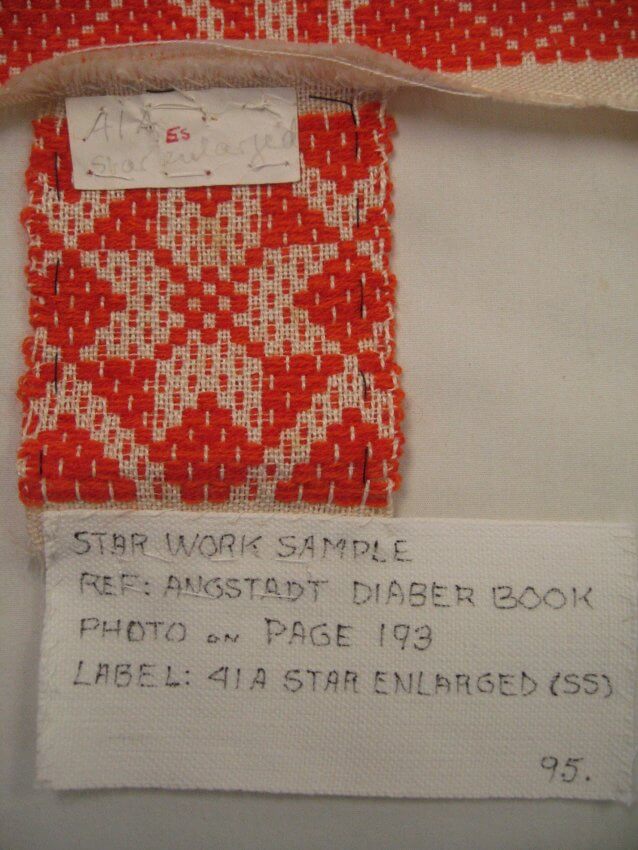 41A ES
Star enlarged
STAR WORK SAMPLE
REF: ANGSTADT DIABER BOOK
PHOTO on PAGE 193
LABEL: 41A STAR ENLARGED (SS)
95.